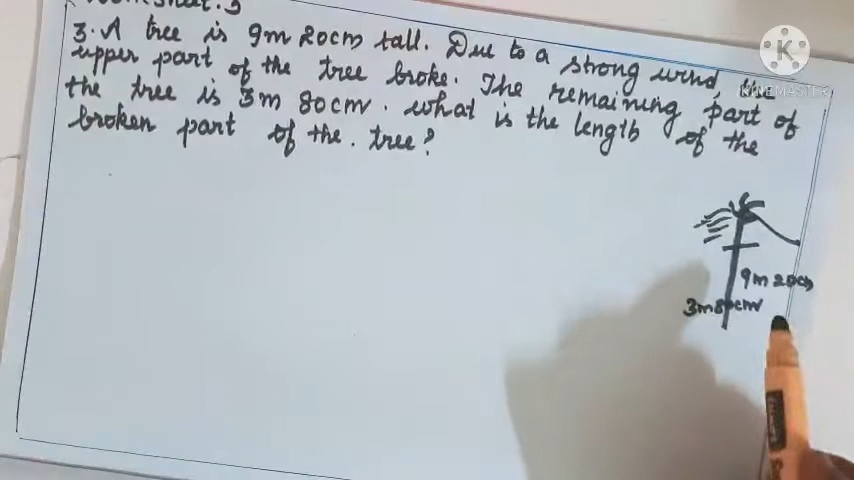 3. A tree is 9m 20cm tall. Due to a strong wind, the
upper part of the tree broke. The remaining part of
the tree is 3m 80cm. what is the length of the
broken part of the. tree?
9m 20cm
3m80cm
KINEMASTER